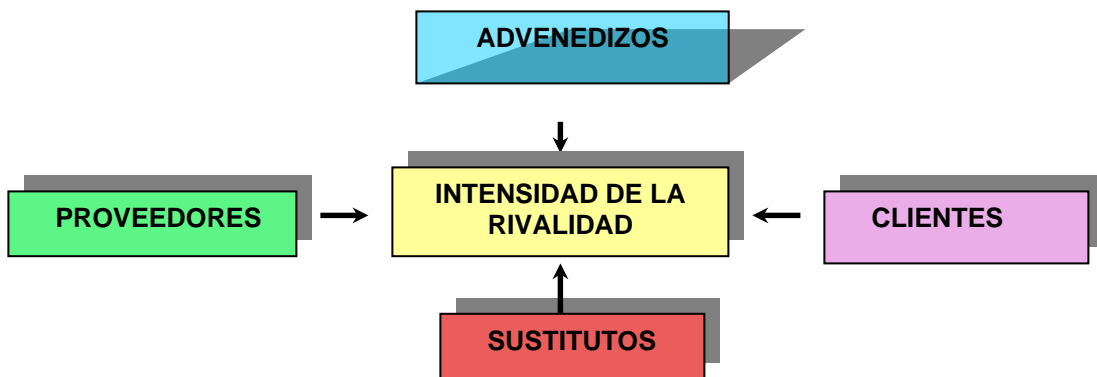 ADVENEDIZOS
PROVEEDORES
INTENSIDAD DE LA
RIVALIDAD
CLIENTES
SUSTITUTOS